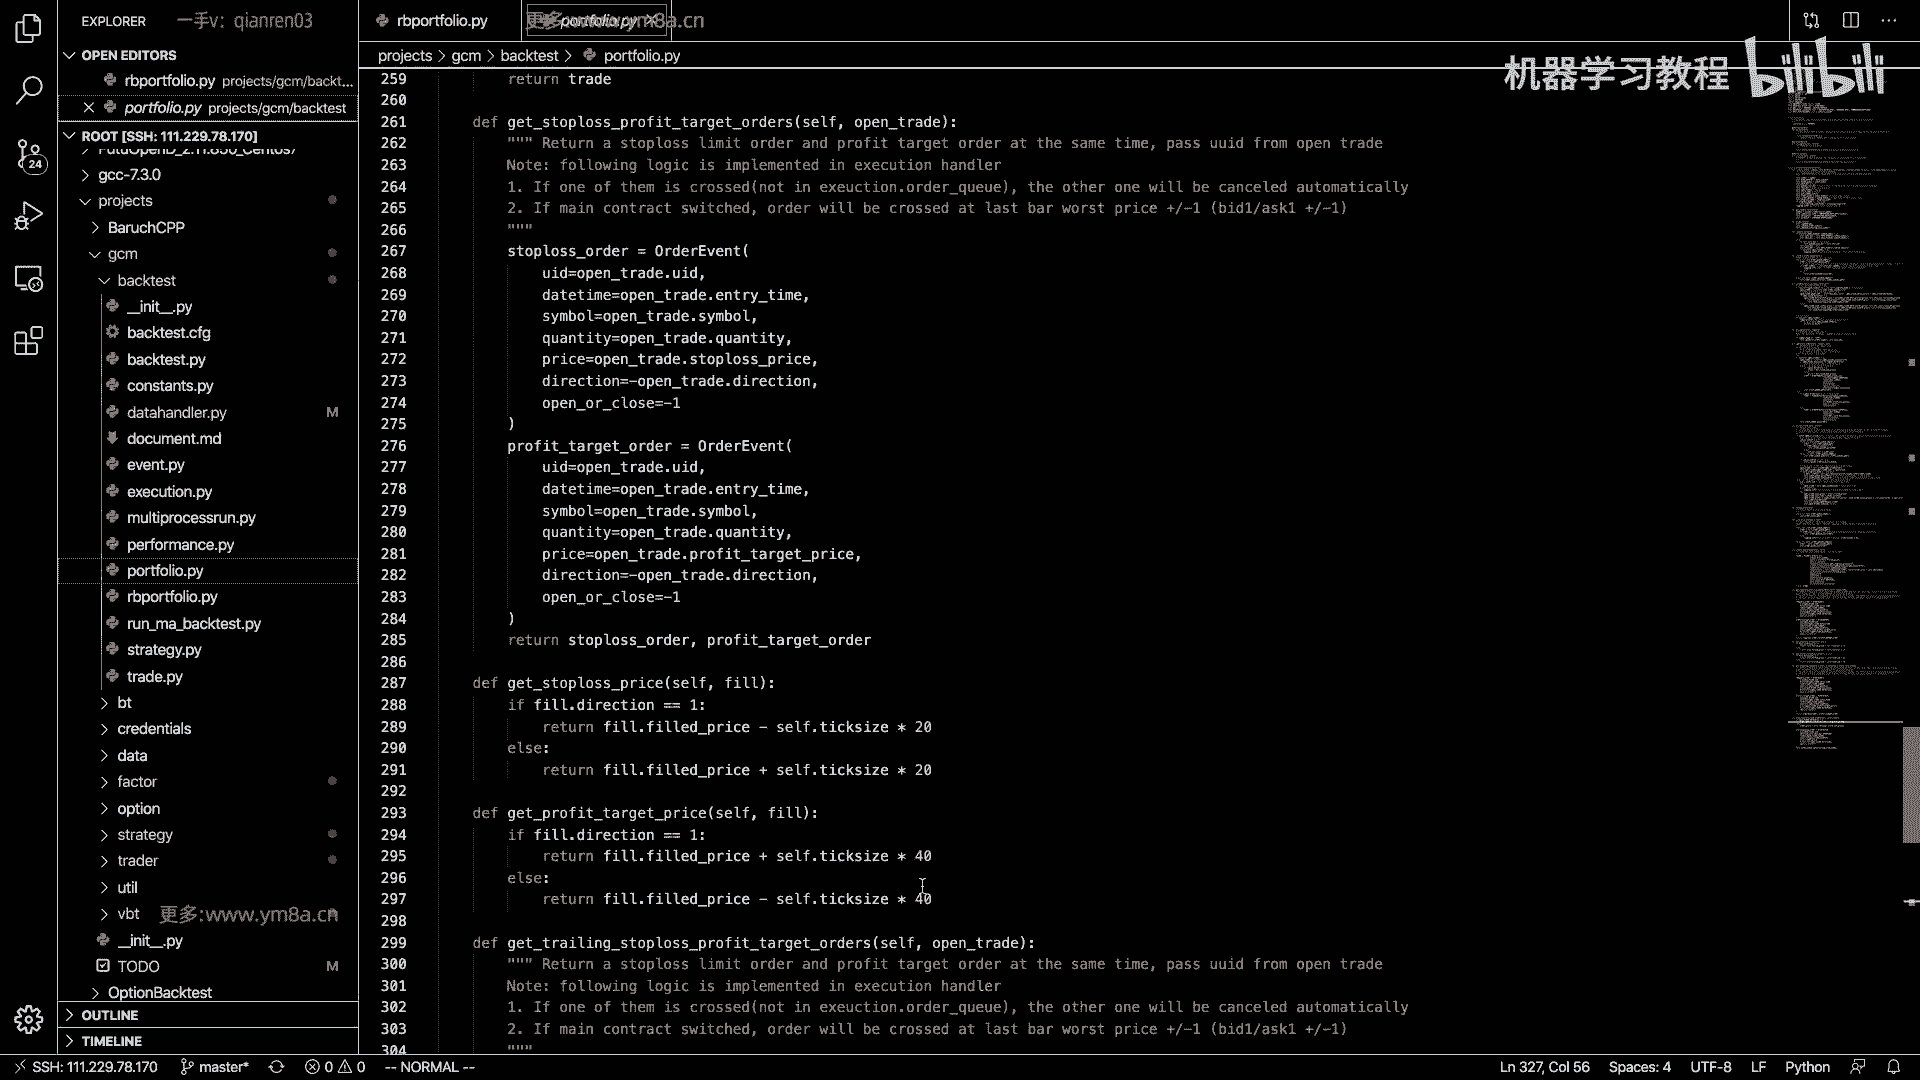 EXPLORER
一手v：qianren03
OPEN EDITORS
rbportfolio.py projects/gcm/backt...
portfolio.py projects/gcm/backtest
ROOT [SSH: 111.229.78.170]
gcc-7.3.0
projects
BaruchCPP
gcm
backtest
__init__.py
backtest.cfg
backtest.py
constants.py
datahandler.py M
document.md
event.py
execution.py
multiprocessrun.py
performance.py
portfolio.py
rbportfolio.py
run_ma_backtest.py
strategy.py
trade.py
bt
credentials
data
factor
option
strategy
trader
util
vbt
更多:www.ym8a.cn
__init__.py
TODO M
OptionBacktest
OUTLINE
TIMELINE
rbportfolio.py
portfolio.py
projects > gcm > backtest > portfolio.py
机器学习教程 bilibili
259 return trade
260
261 def get_stoploss_profit_target_orders(self, open_trade):
262 """ Return a stoploss limit order and profit target order at the same time, pass uuid from open trade
263 Note: following logic is implemented in execution handler
264 1. If one of them is crossed(not in exeuction.order_queue), the other one will be canceled automatically
265 2. If main contract switched, order will be crossed at last bar worst price +/-1 (bid1/ask1 +/-1)
266 """
267 stoploss_order = OrderEvent(
268 uid=open_trade.uid,
269 datetime=open_trade.entry_time,
270 symbol=open_trade.symbol,
271 quantity=open_trade.quantity,
272 price=open_trade.stoploss_price,
273 direction=-open_trade.direction,
274 open_or_close=-1
275 )
276 profit_target_order = OrderEvent(
277 uid=open_trade.uid,
278 datetime=open_trade.entry_time,
279 symbol=open_trade.symbol,
280 quantity=open_trade.quantity,
281 price=open_trade.profit_target_price,
282 direction=-open_trade.direction,
283 open_or_close=-1
284 )
285 return stoploss_order, profit_target_order
286
287 def get_stoploss_price(self, fill):
288 if fill.direction == 1:
289 return fill.filled_price - self.ticksize * 20
290 else:
291 return fill.filled_price + self.ticksize * 20
292
293 def get_profit_target_price(self, fill):
294 if fill.direction == 1:
295 return fill.filled_price + self.ticksize * 40
296 else:
297 return fill.filled_price - self.ticksize * 40
298
299 def get_trailing_stoploss_profit_target_orders(self, open_trade):
300 """ Return a stoploss limit order and profit target order at the same time, pass uuid from open trade
301 Note: following logic is implemented in execution handler
302 1. If one of them is crossed(not in exeuction.order_queue), the other one will be canceled automatically
303 2. If main contract switched, order will be crossed at last bar worst price +/-1 (bid1/ask1 +/-1)
304 """
24
SSH: 111.229.78.170 master* 0 0 -- NORMAL --
Ln 327, Col 56 Spaces: 4 UTF-8 LF Python